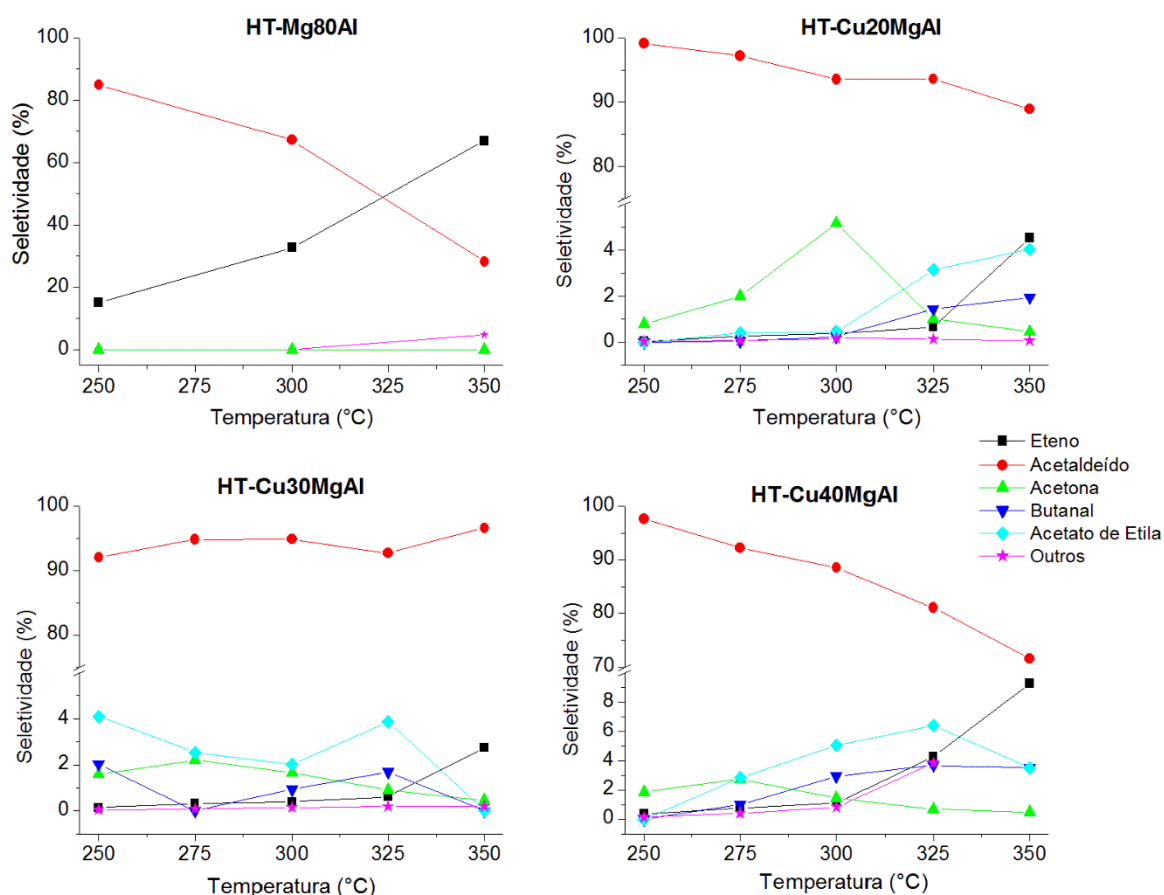 HT-Mg80Al
100
80
60
40
20
0
Seletividade (%)
250 275 300 325 350
Temperatura (°C)
HT-Cu20MgAl
100
90
80
4
2
0
Seletividade (%)
250 275 300 325 350
Temperatura (°C)
Eteno
Acetaldeído
Acetona
Butanal
Acetato de Etila
Outros
HT-Cu30MgAl
100
90
80
4
2
0
Seletividade (%)
250 275 300 325 350
Temperatura (°C)
HT-Cu40MgAl
100
90
80
70
8
6
4
2
0
Seletividade (%)
250 275 300 325 350
Temperatura (°C)